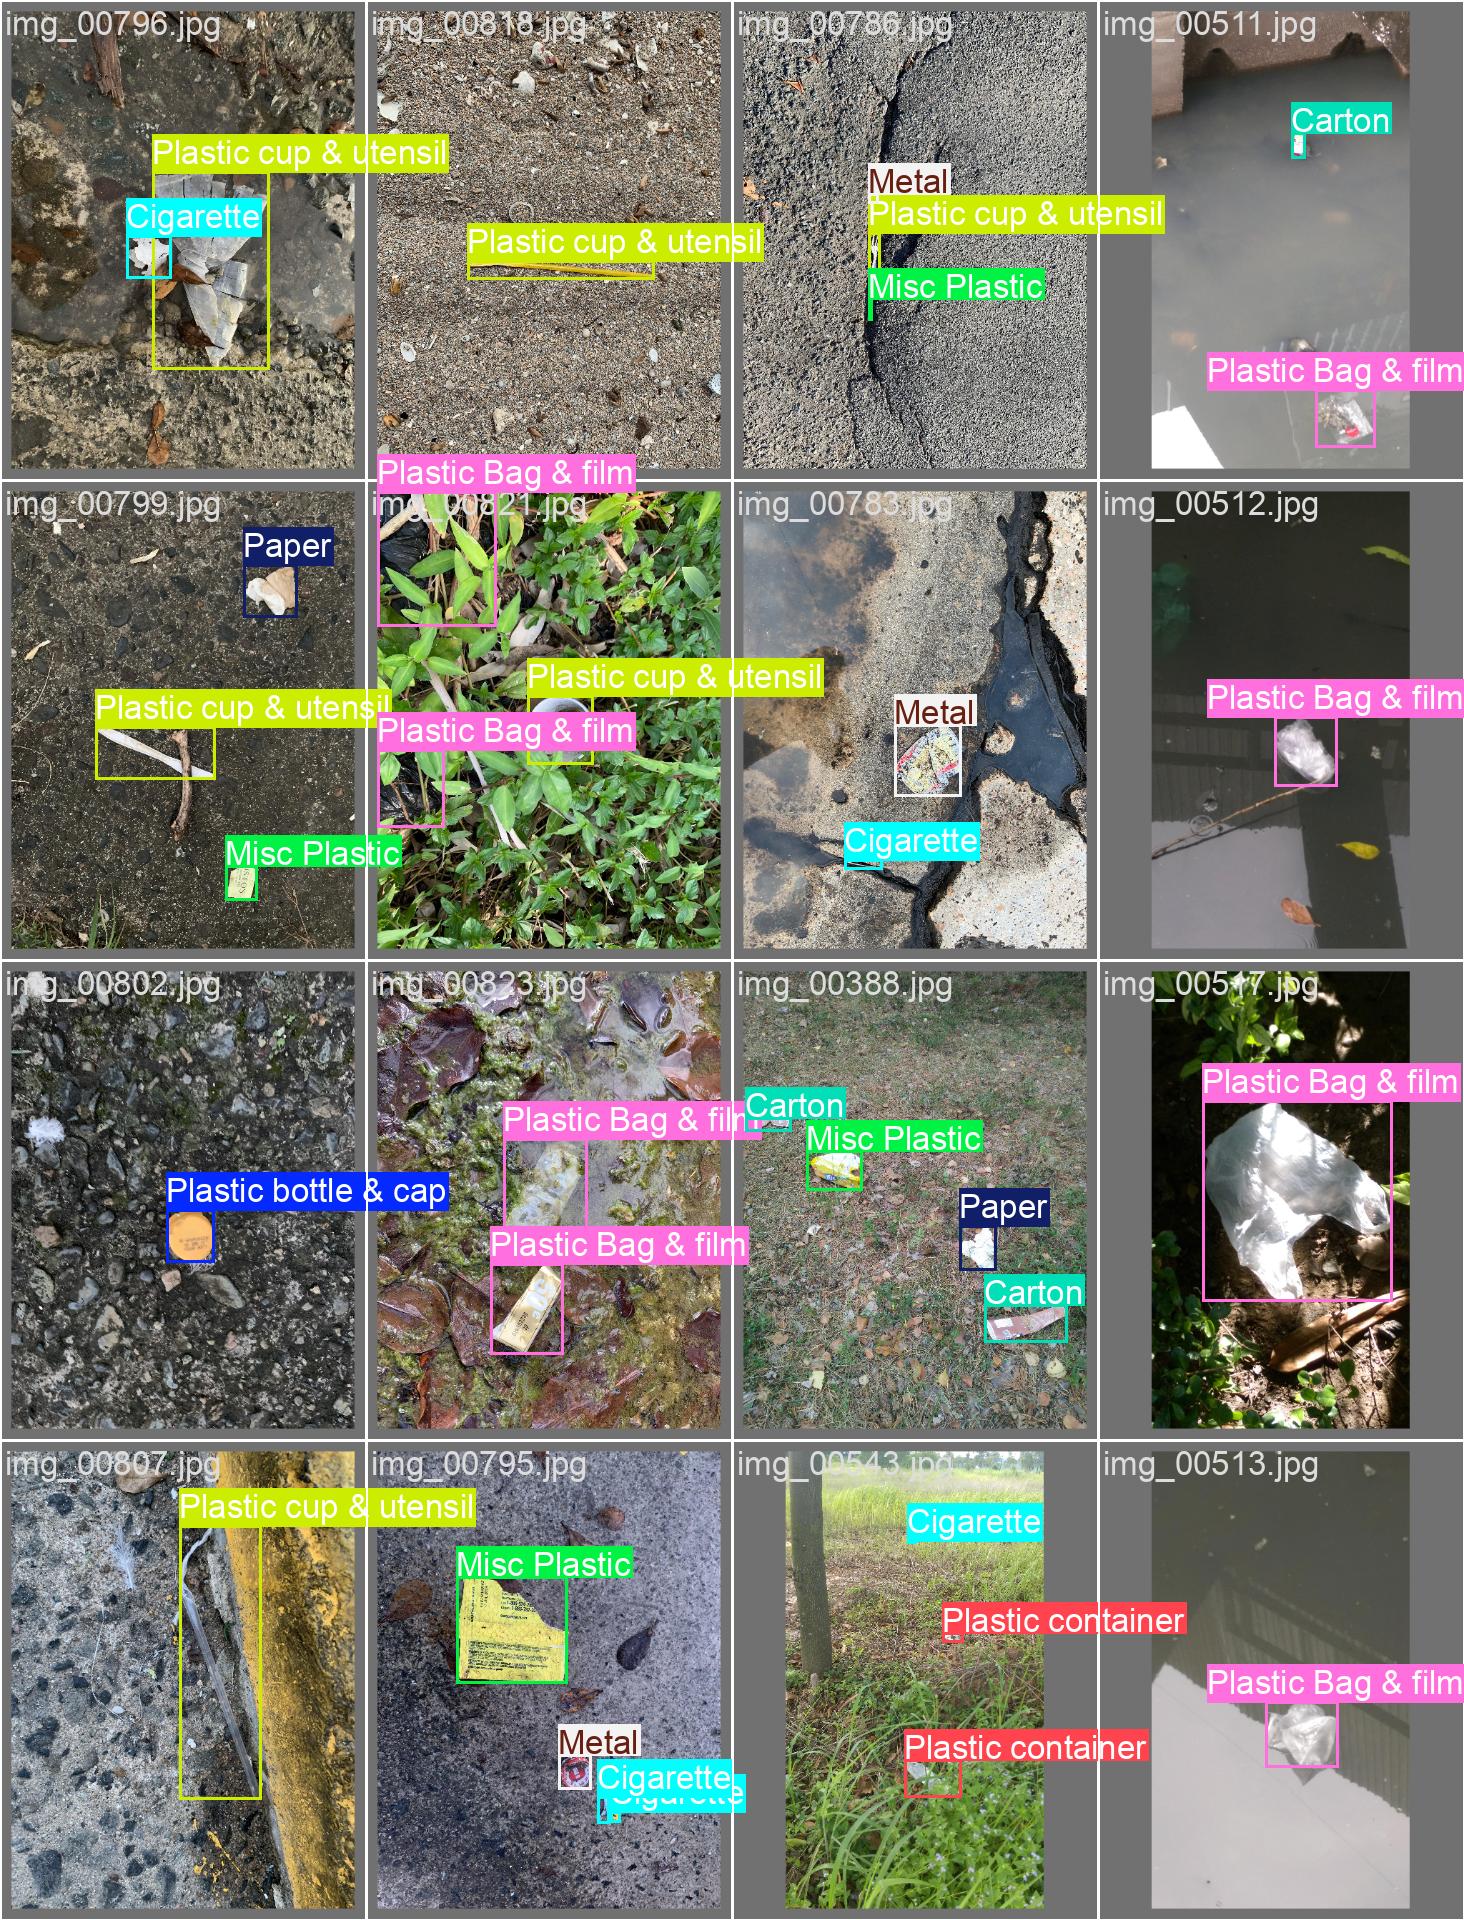 img_00796.jpg
Plastic cup & utensil
Cigarette
img_00818.jpg
Plastic cup & utensil
img_00786.jpg
Metal
Plastic cup & utensil
Misc Plastic
img_00511.jpg
Carton
Plastic Bag & film
img_00799.jpg
Paper
Plastic cup & utensil
Misc Plastic
img_00821.jpg
Plastic Bag & film
Plastic cup & utensil
Plastic Bag & film
img_00783.jpg
Metal
Cigarette
img_00512.jpg
Plastic Bag & film
img_00802.jpg
Plastic bottle & cap
img_00823.jpg
Plastic Bag & film
Plastic Bag & film
img_00388.jpg
Carton
Misc Plastic
Paper
Carton
img_00517.jpg
Plastic Bag & film
img_00807.jpg
Plastic cup & utensil
img_00795.jpg
Misc Plastic
Metal
Cigarette
Cigarette
img_00543.jpg
Cigarette
Plastic container
Plastic container
img_00513.jpg
Plastic Bag & film